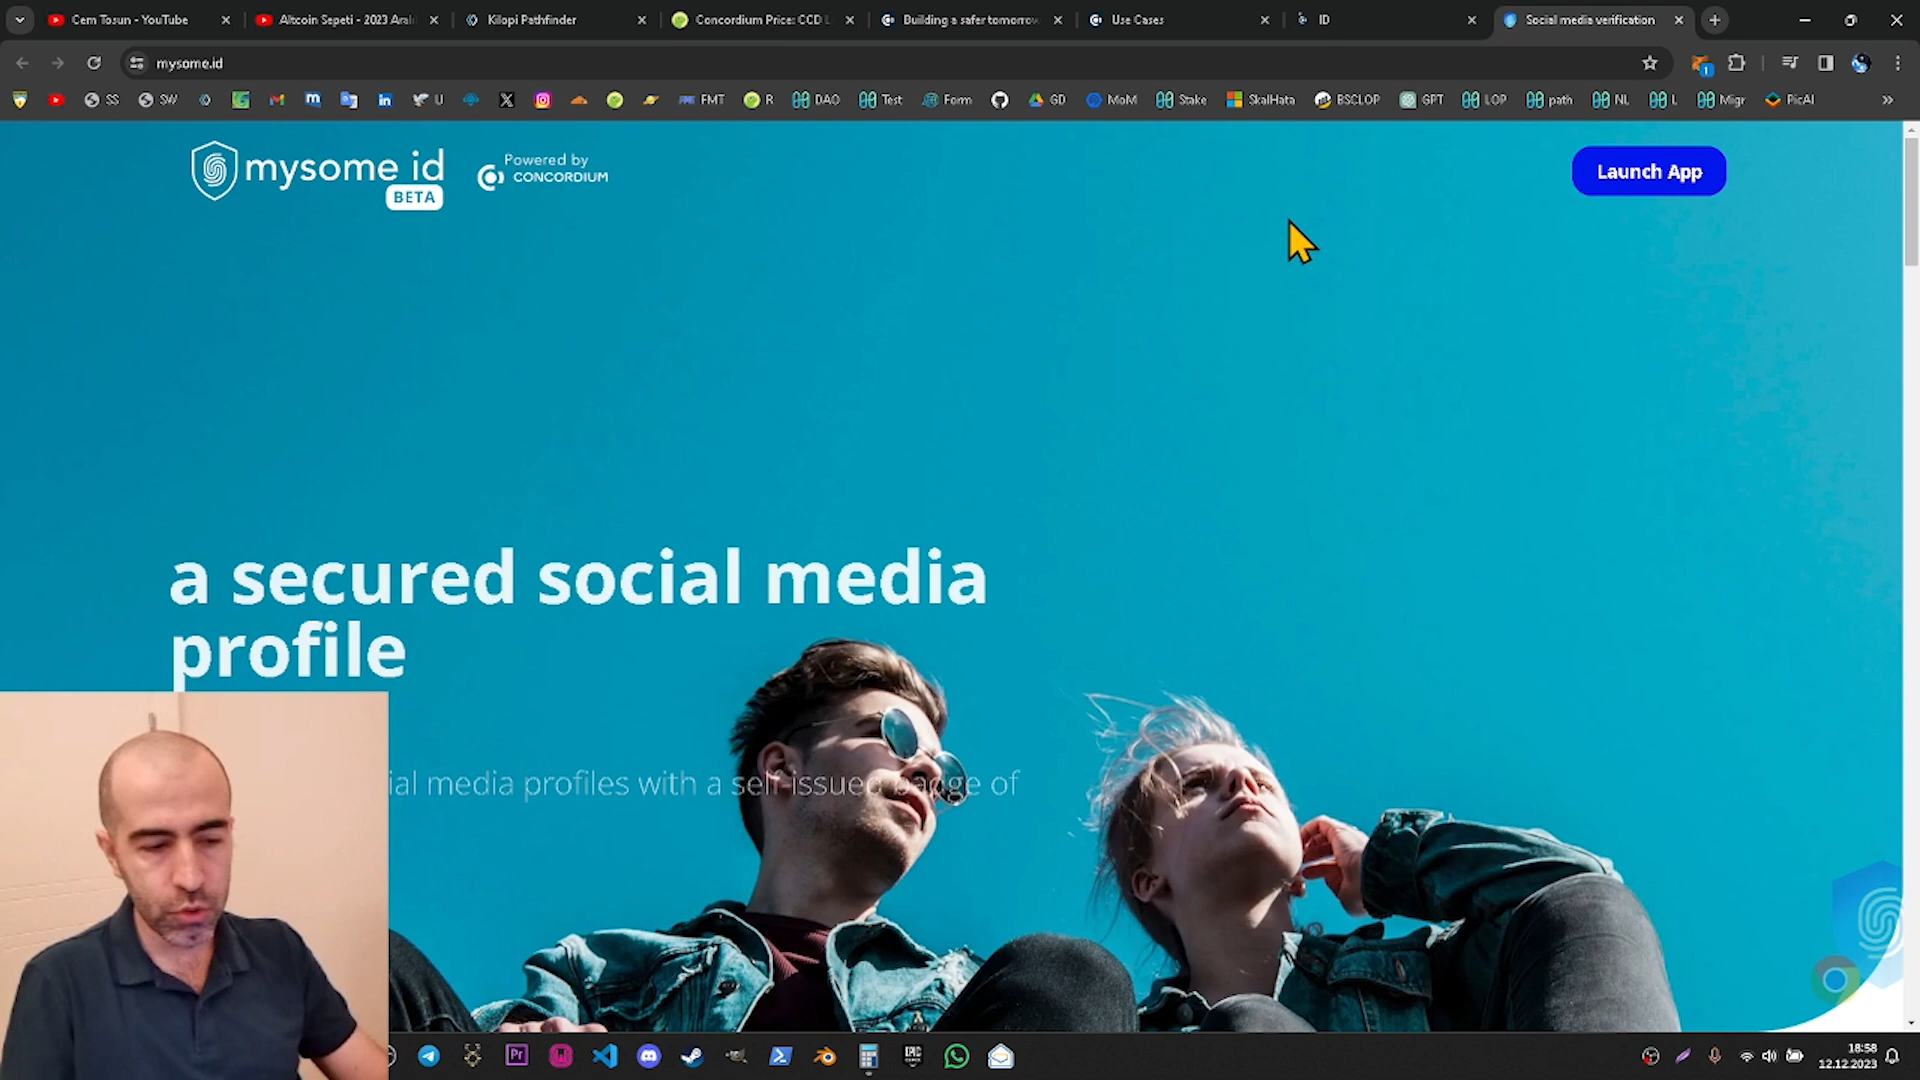 Cem Tosun - YouTube
Altcoin Sepeti - 2023 Aral
Kilopi Pathfinder
Concordium Price: CCD L
Building a safer tomorrow
Use Cases
ID
Social media verification
mysome.id
SS
SW
U
FMT
R
DAO
Test
Form
GD
MoM
Stake
SkalHata
BSCLOP
GPT
LOP
path
NL
L
Migr
PicAI
mysome id
BETA
Powered by
CONCORDIUM
Launch App
a secured social media
profile
ial media profiles with a self-issued badge of
18:58
12.12.2023